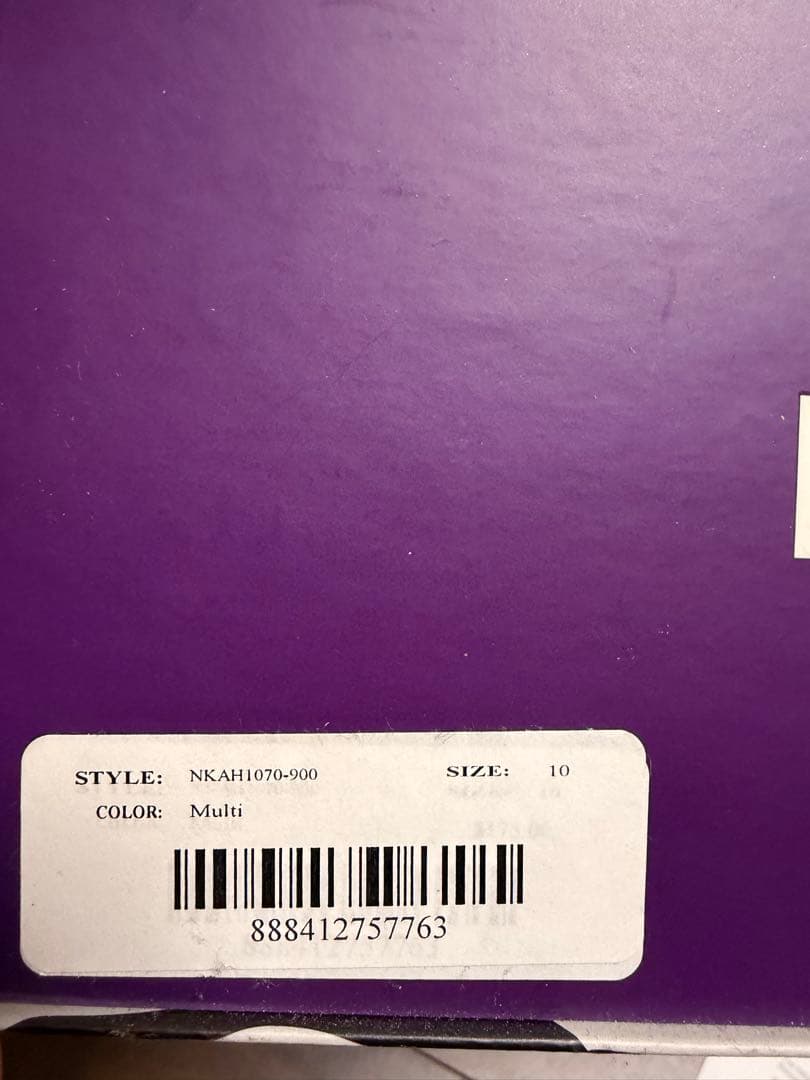 STYLE: NKAH1070-900 SIZE: 10
COLOR: Multi
888412757763